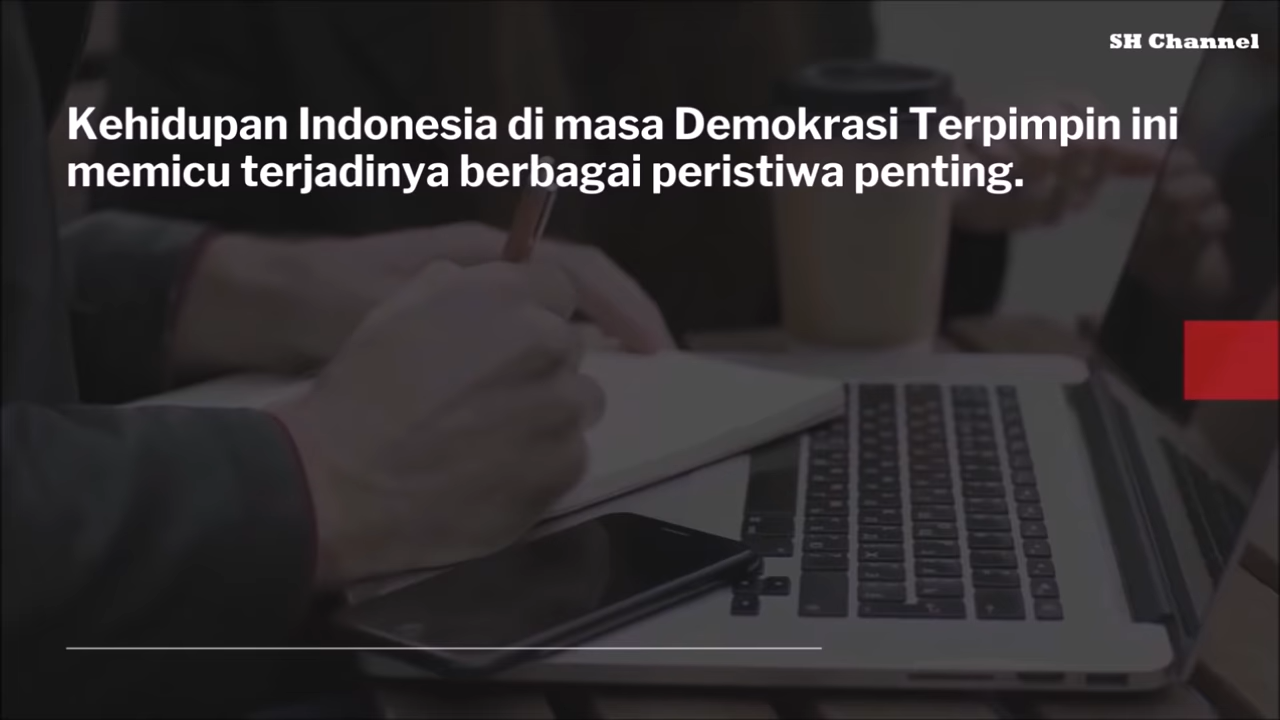 SH Channel
Kehidupan Indonesia di masa Demokrasi Terpimpin ini
memicu terjadinya berbagai peristiwa penting.